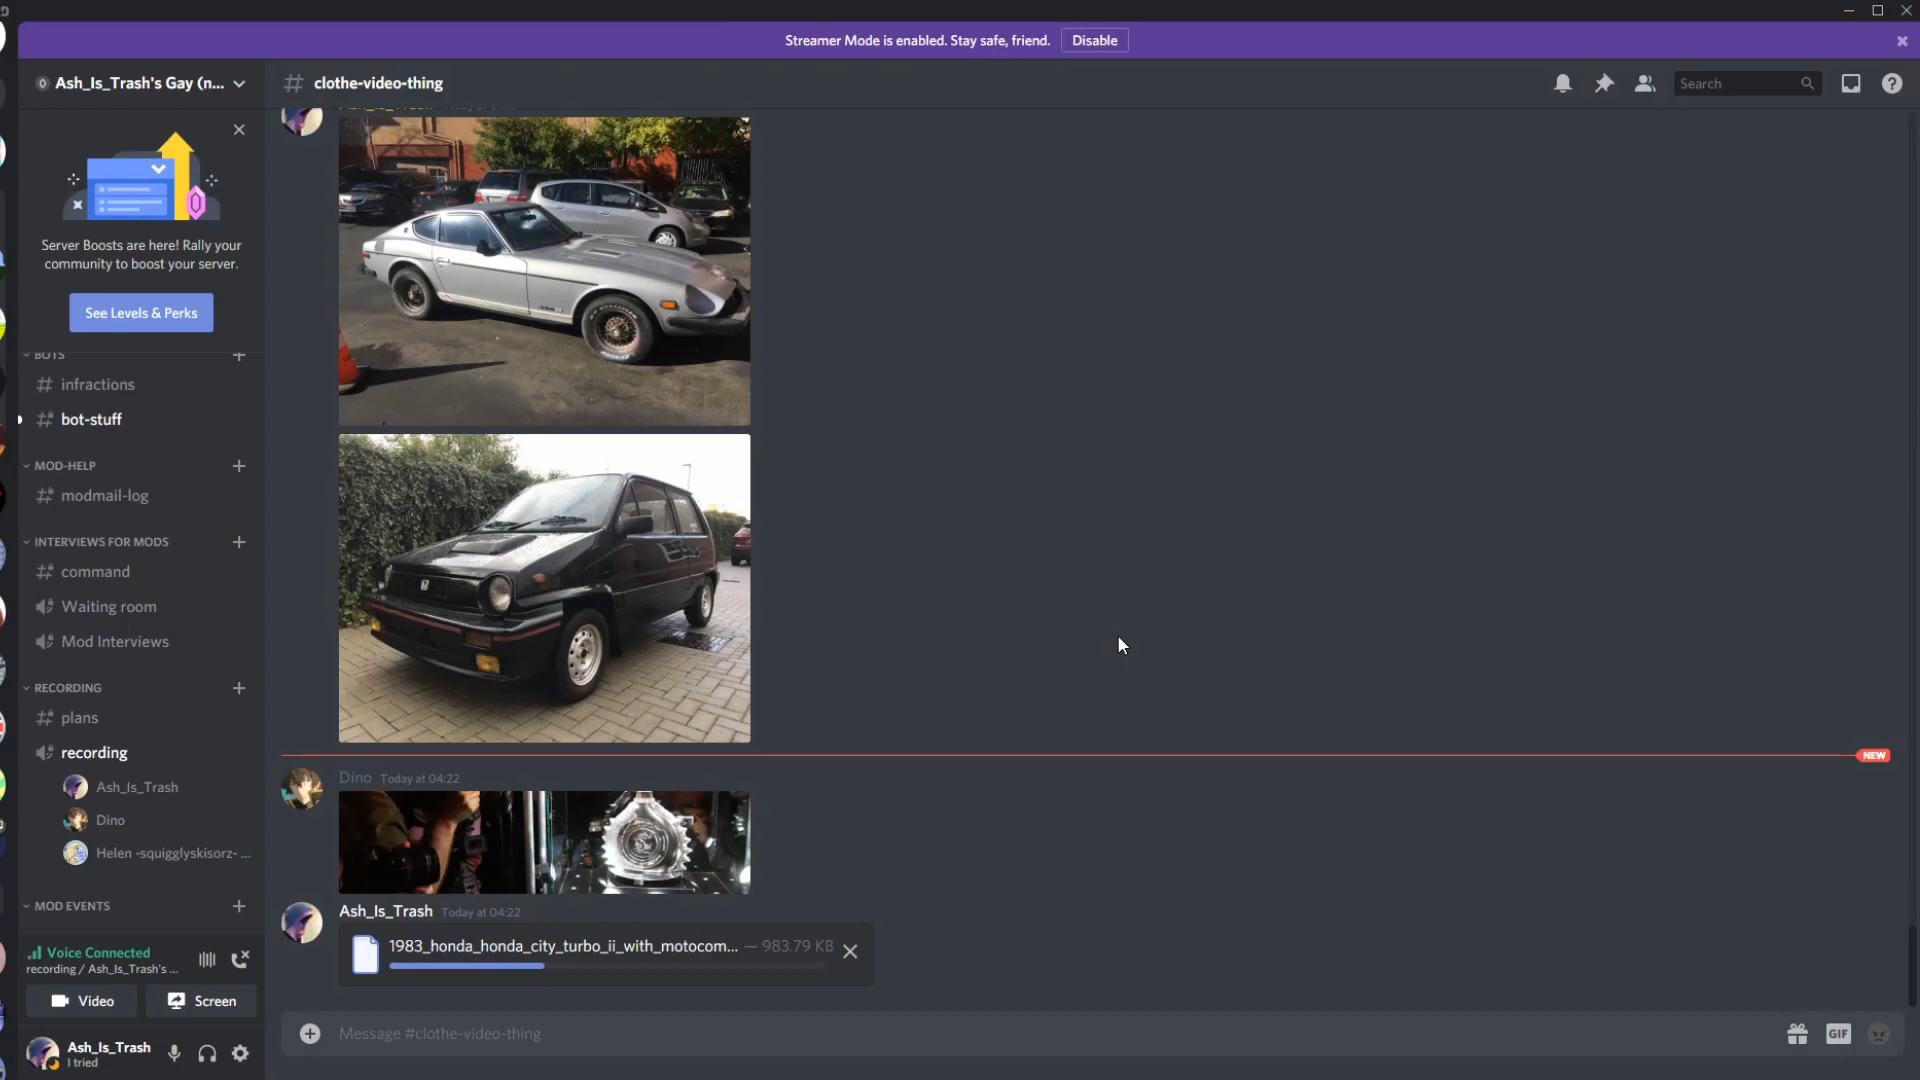 Streamer Mode is enabled. Stay safe, friend. Disable
Ash_Is_Trash's Gay (n...
clothe-video-thing
Search
Server Boosts are here! Rally your
community to boost your server.
See Levels & Perks
BOTS
infractions
bot-stuff
MOD-HELP
modmail-log
INTERVIEWS FOR MODS
command
Waiting room
Mod Interviews
RECORDING
plans
recording
Ash_Is_Trash
Dino
Helen -squigglyskisorz- ...
MOD EVENTS
Voice Connected
recording / Ash_Is_Trash's ...
Video
Screen
Ash_Is_Trash
I tried
NEW
Dino Today at 04:22
Ash_Is_Trash Today at 04:22
1983_honda_honda_city_turbo_ii_with_motocom... — 983.79 KB
Message #clothe-video-thing
GIF